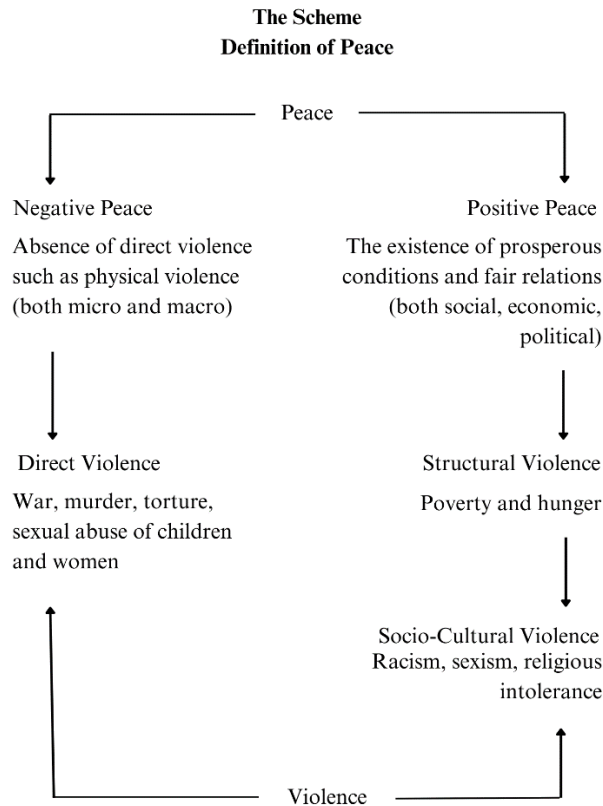 The Scheme
Definition of Peace
Peace
Negative Peace
Absence of direct violence
such as physical violence
(both micro and macro)
Positive Peace
The existence of prosperous
conditions and fair relations
(both social, economic,
political)
Direct Violence
War, murder, torture,
sexual abuse of children
and women
Structural Violence
Poverty and hunger
Socio-Cultural Violence
Racism, sexism, religious
intolerance
Violence